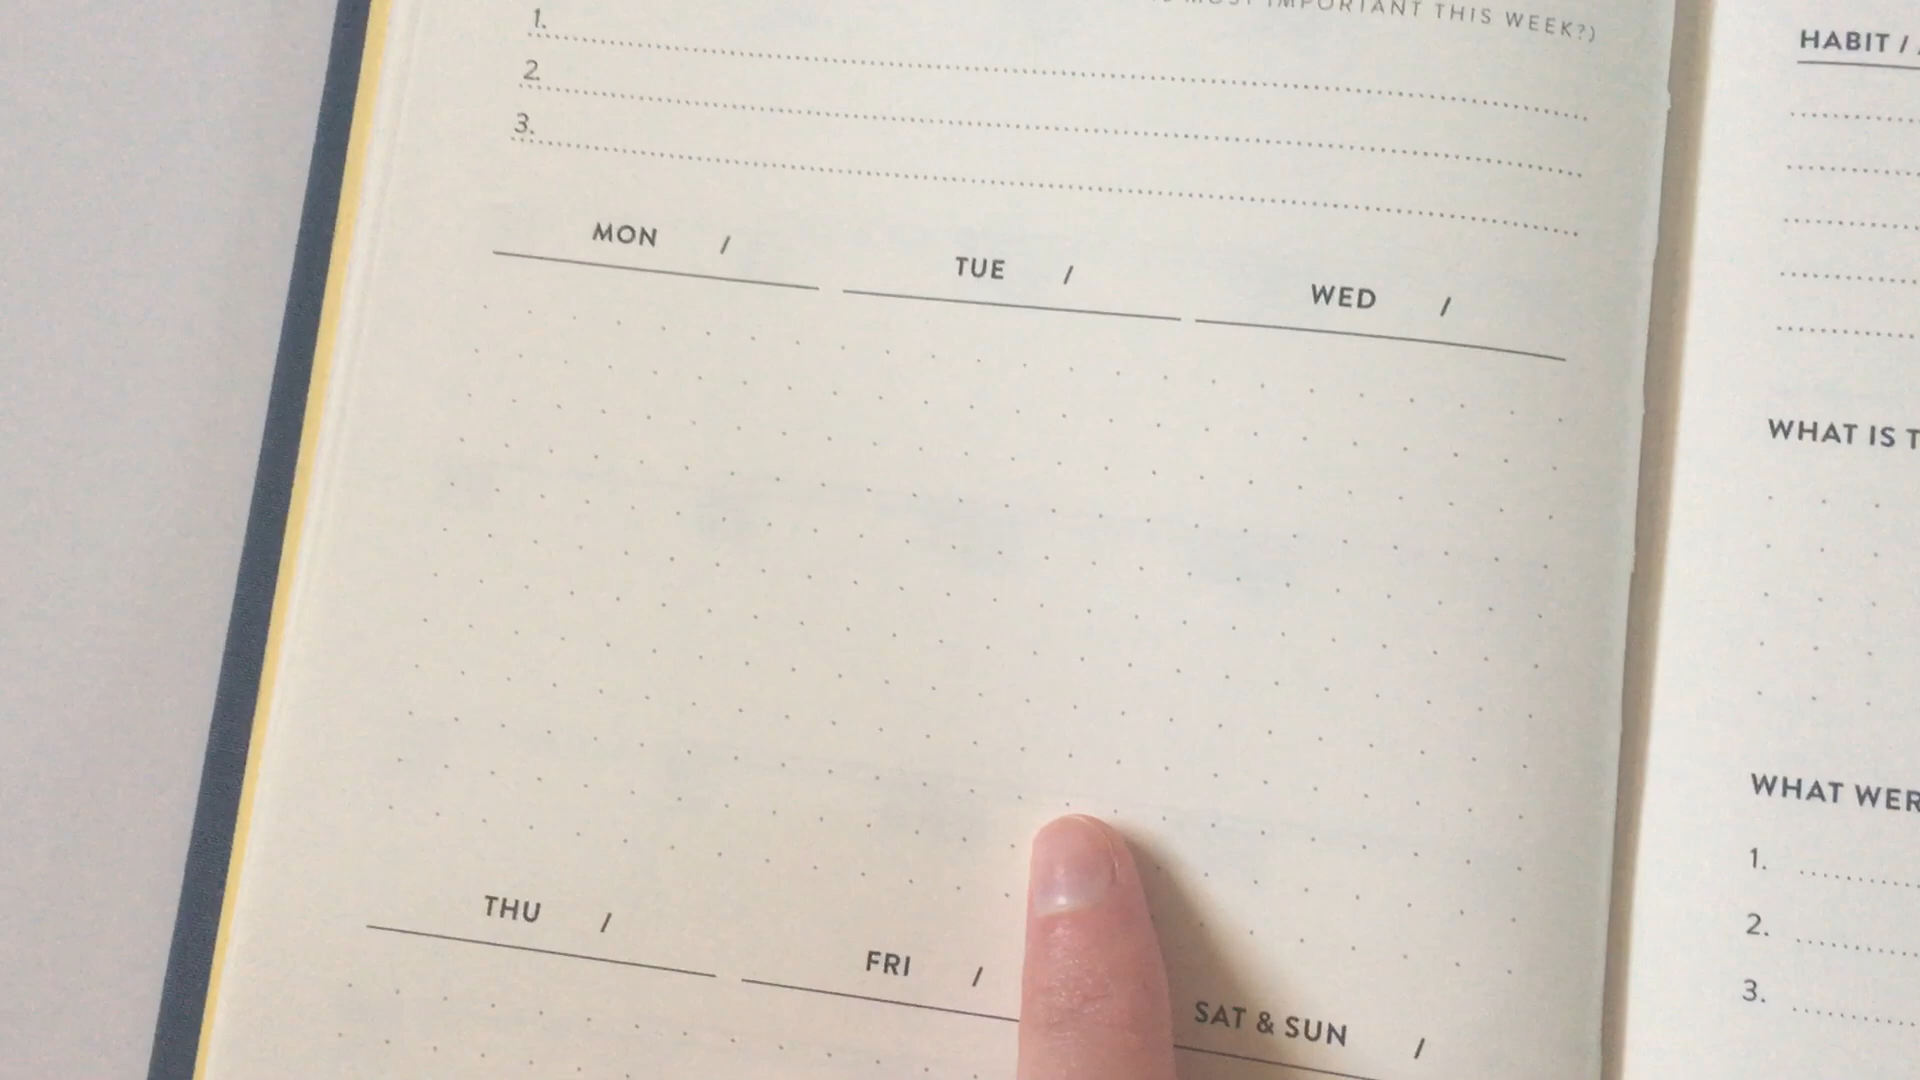 MOST IMPORTANT THIS WEEK?)
1.
2.
3.
MON /
TUE /
WED /
THU /
FRI /
SAT & SUN /
HABIT /
WHAT IS T
WHAT WER
1.
2.
3.